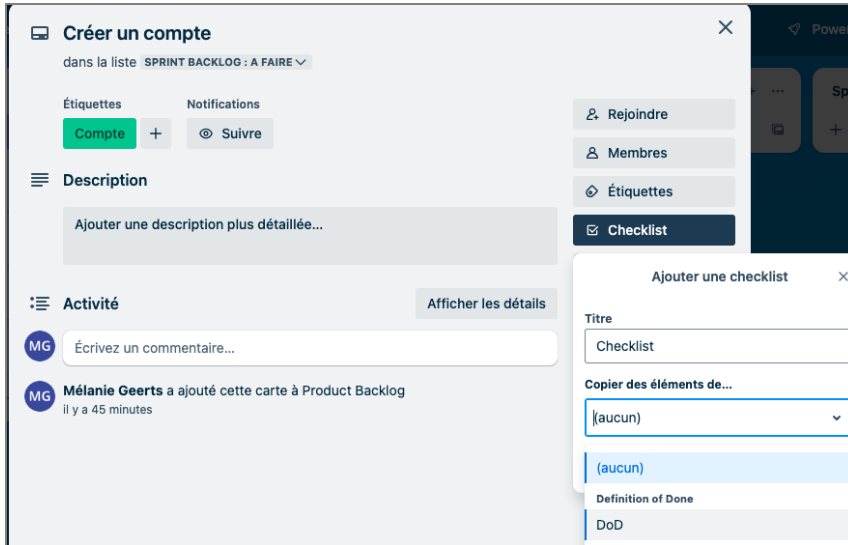 Créer un compte
dans la liste SPRINT BACKLOG : A FAIRE
Étiquettes
Notifications
Compte
+
Suivre
Description
Ajouter une description plus détaillée...
Activité
Afficher les détails
MG
Écrivez un commentaire...
MG
Mélanie Geerts a ajouté cette carte à Product Backlog
il y a 45 minutes
Rejoindre
Membres
Étiquettes
Checklist
Ajouter une checklist
Titre
Checklist
Copier des éléments de...
(aucun)
(aucun)
Definition of Done
DoD
Power
Sp
+